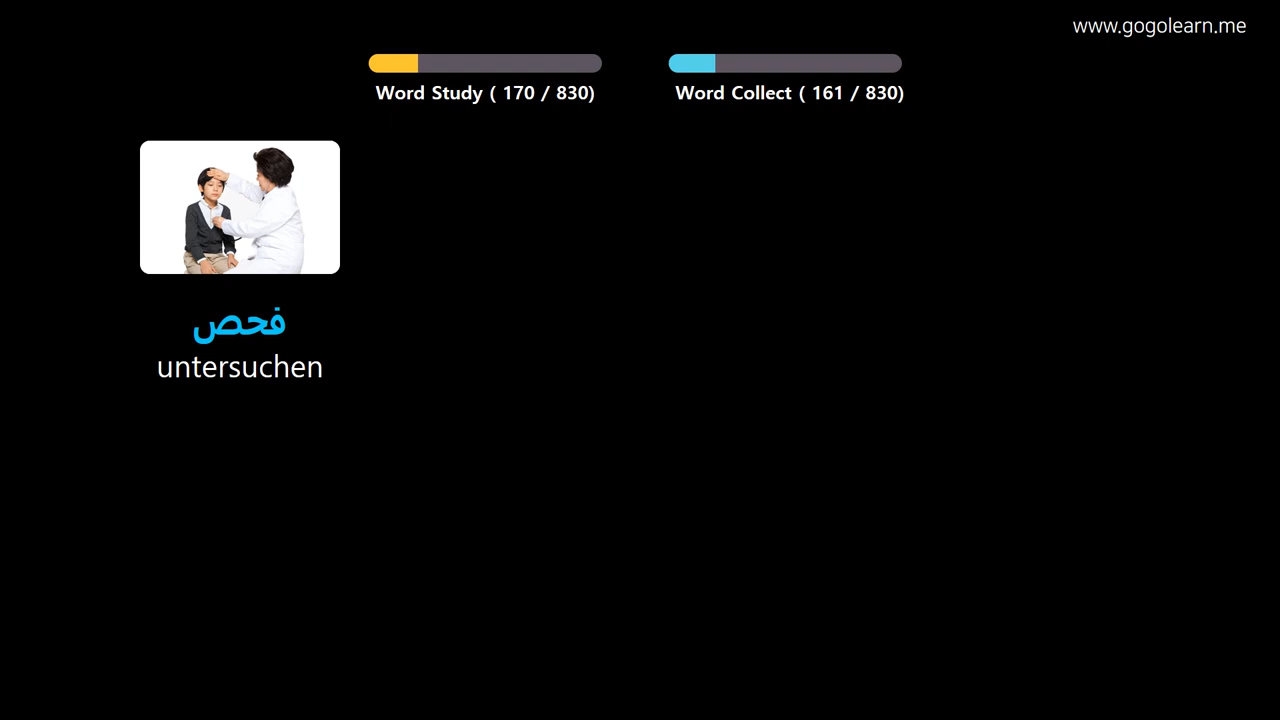 www.gogolearn.me
Word Study ( 170 / 830)
Word Collect ( 161 / 830)
فحص
untersuchen